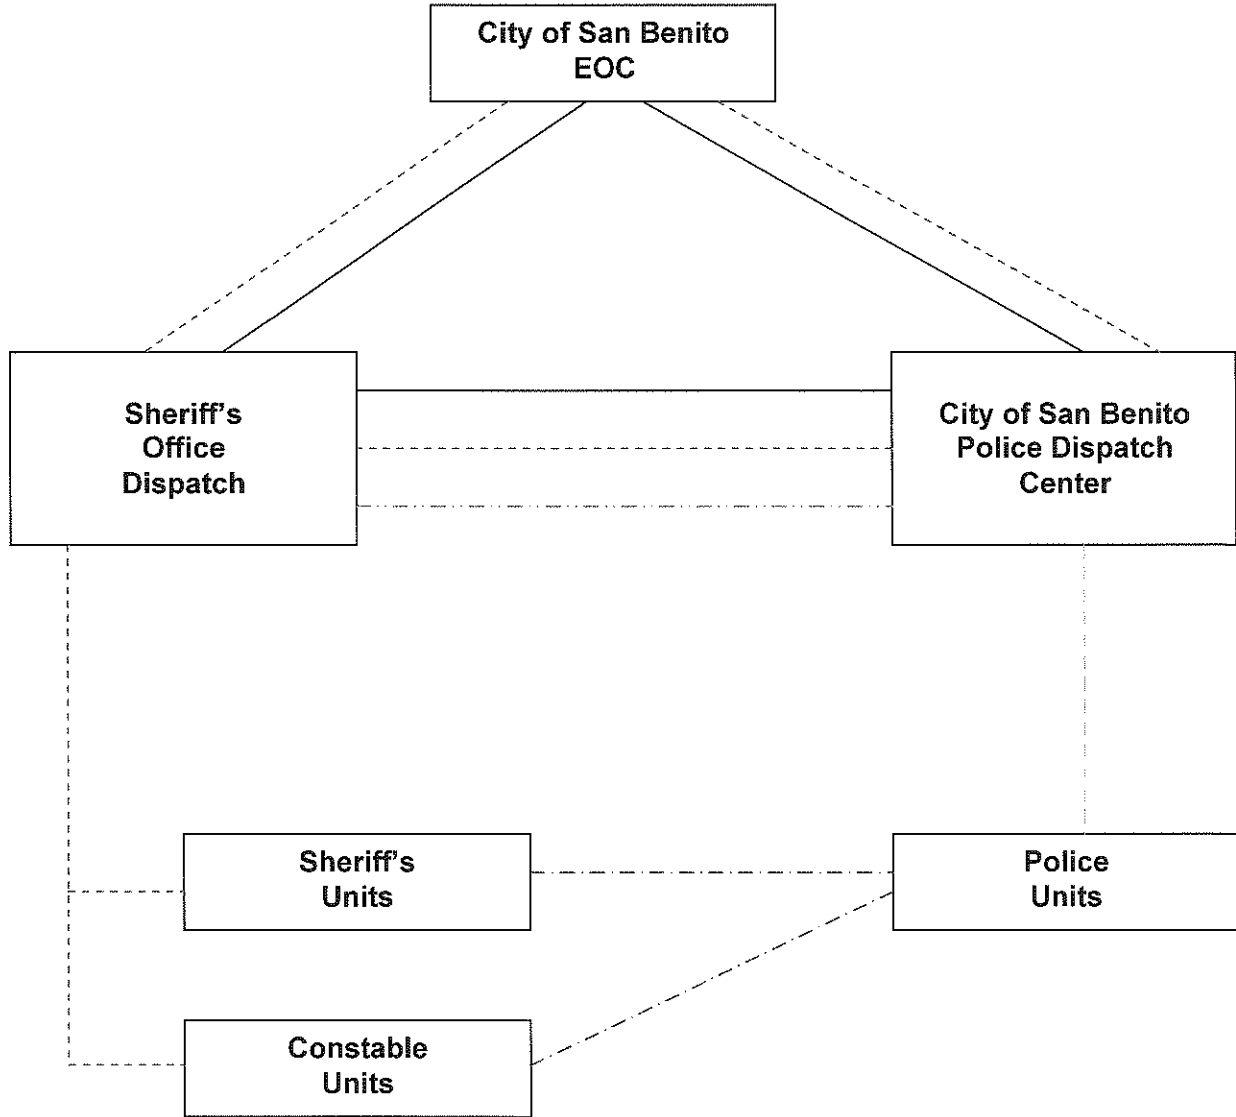 City of San Benito
EOC
Sheriff's
Office
Dispatch
City of San Benito
Police Dispatch
Center
Sheriff's
Units
Police
Units
Constable
Units